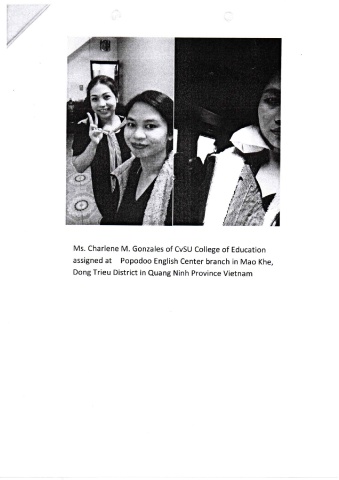 Ms. Charlene M. Gonzales of CvSU College of Education
assigned at Popodoo English Center branch in Mao Khe,
Dong Trieu District in Quang Ninh Province Vietnam